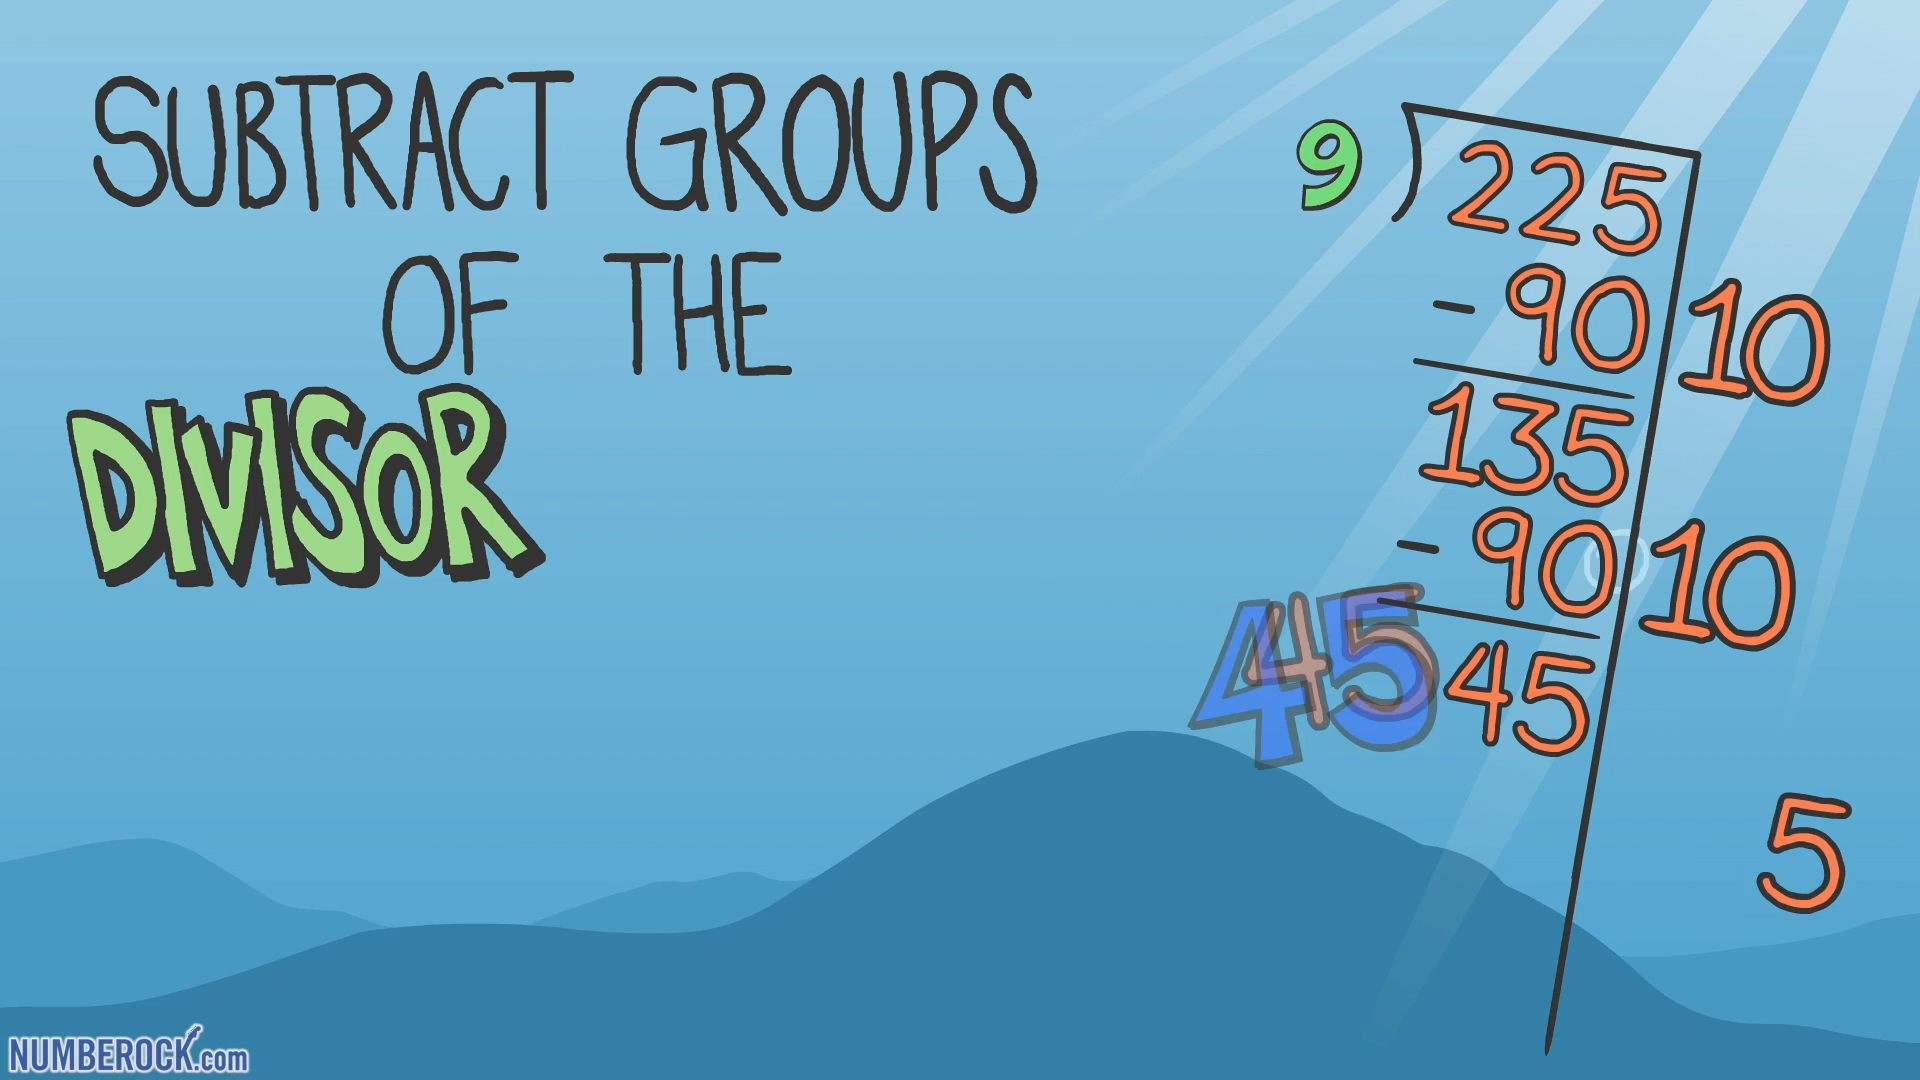 SUBTRACT GROUPS
OF THE
DIVISOR
9 ) 225
- 90 10
135
- 90 10
45 45
5
NUMBEROCK.com